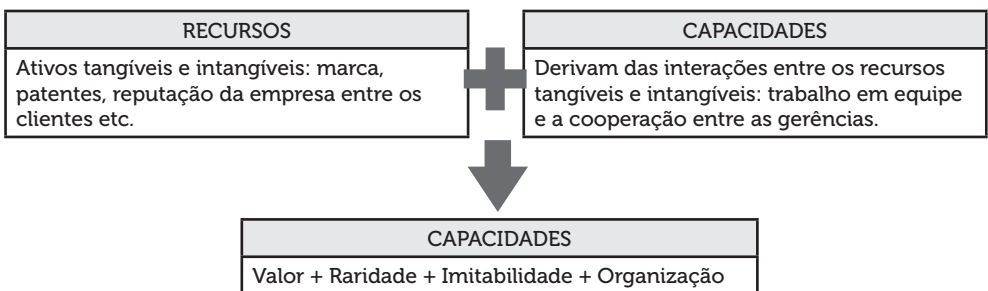 RECURSOS
Ativos tangíveis e intangíveis: marca,
patentes, reputação da empresa entre os
clientes etc.
CAPACIDADES
Derivam das interações entre os recursos
tangíveis e intangíveis: trabalho em equipe
e a cooperação entre as gerências.
CAPACIDADES
Valor + Raridade + Imitabilidade + Organização